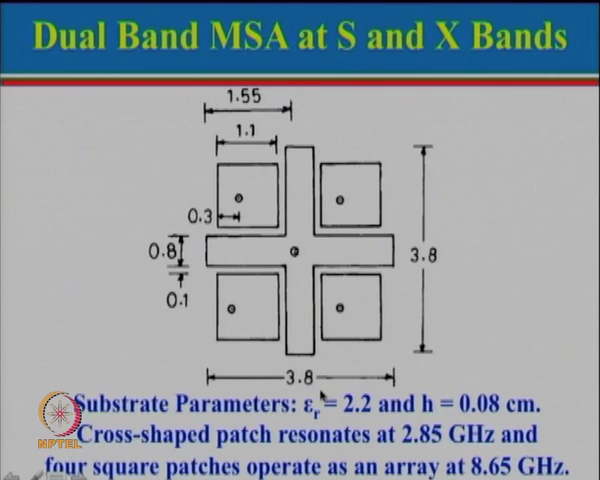 Dual Band MSA at S and X Bands
1.55
1.1
0.3
0.8
0.1
3.8
3.8
Substrate Parameters: εr = 2.2 and h = 0.08 cm.
Cross-shaped patch resonates at 2.85 GHz and
four square patches operate as an array at 8.65 GHz.
NPTEL